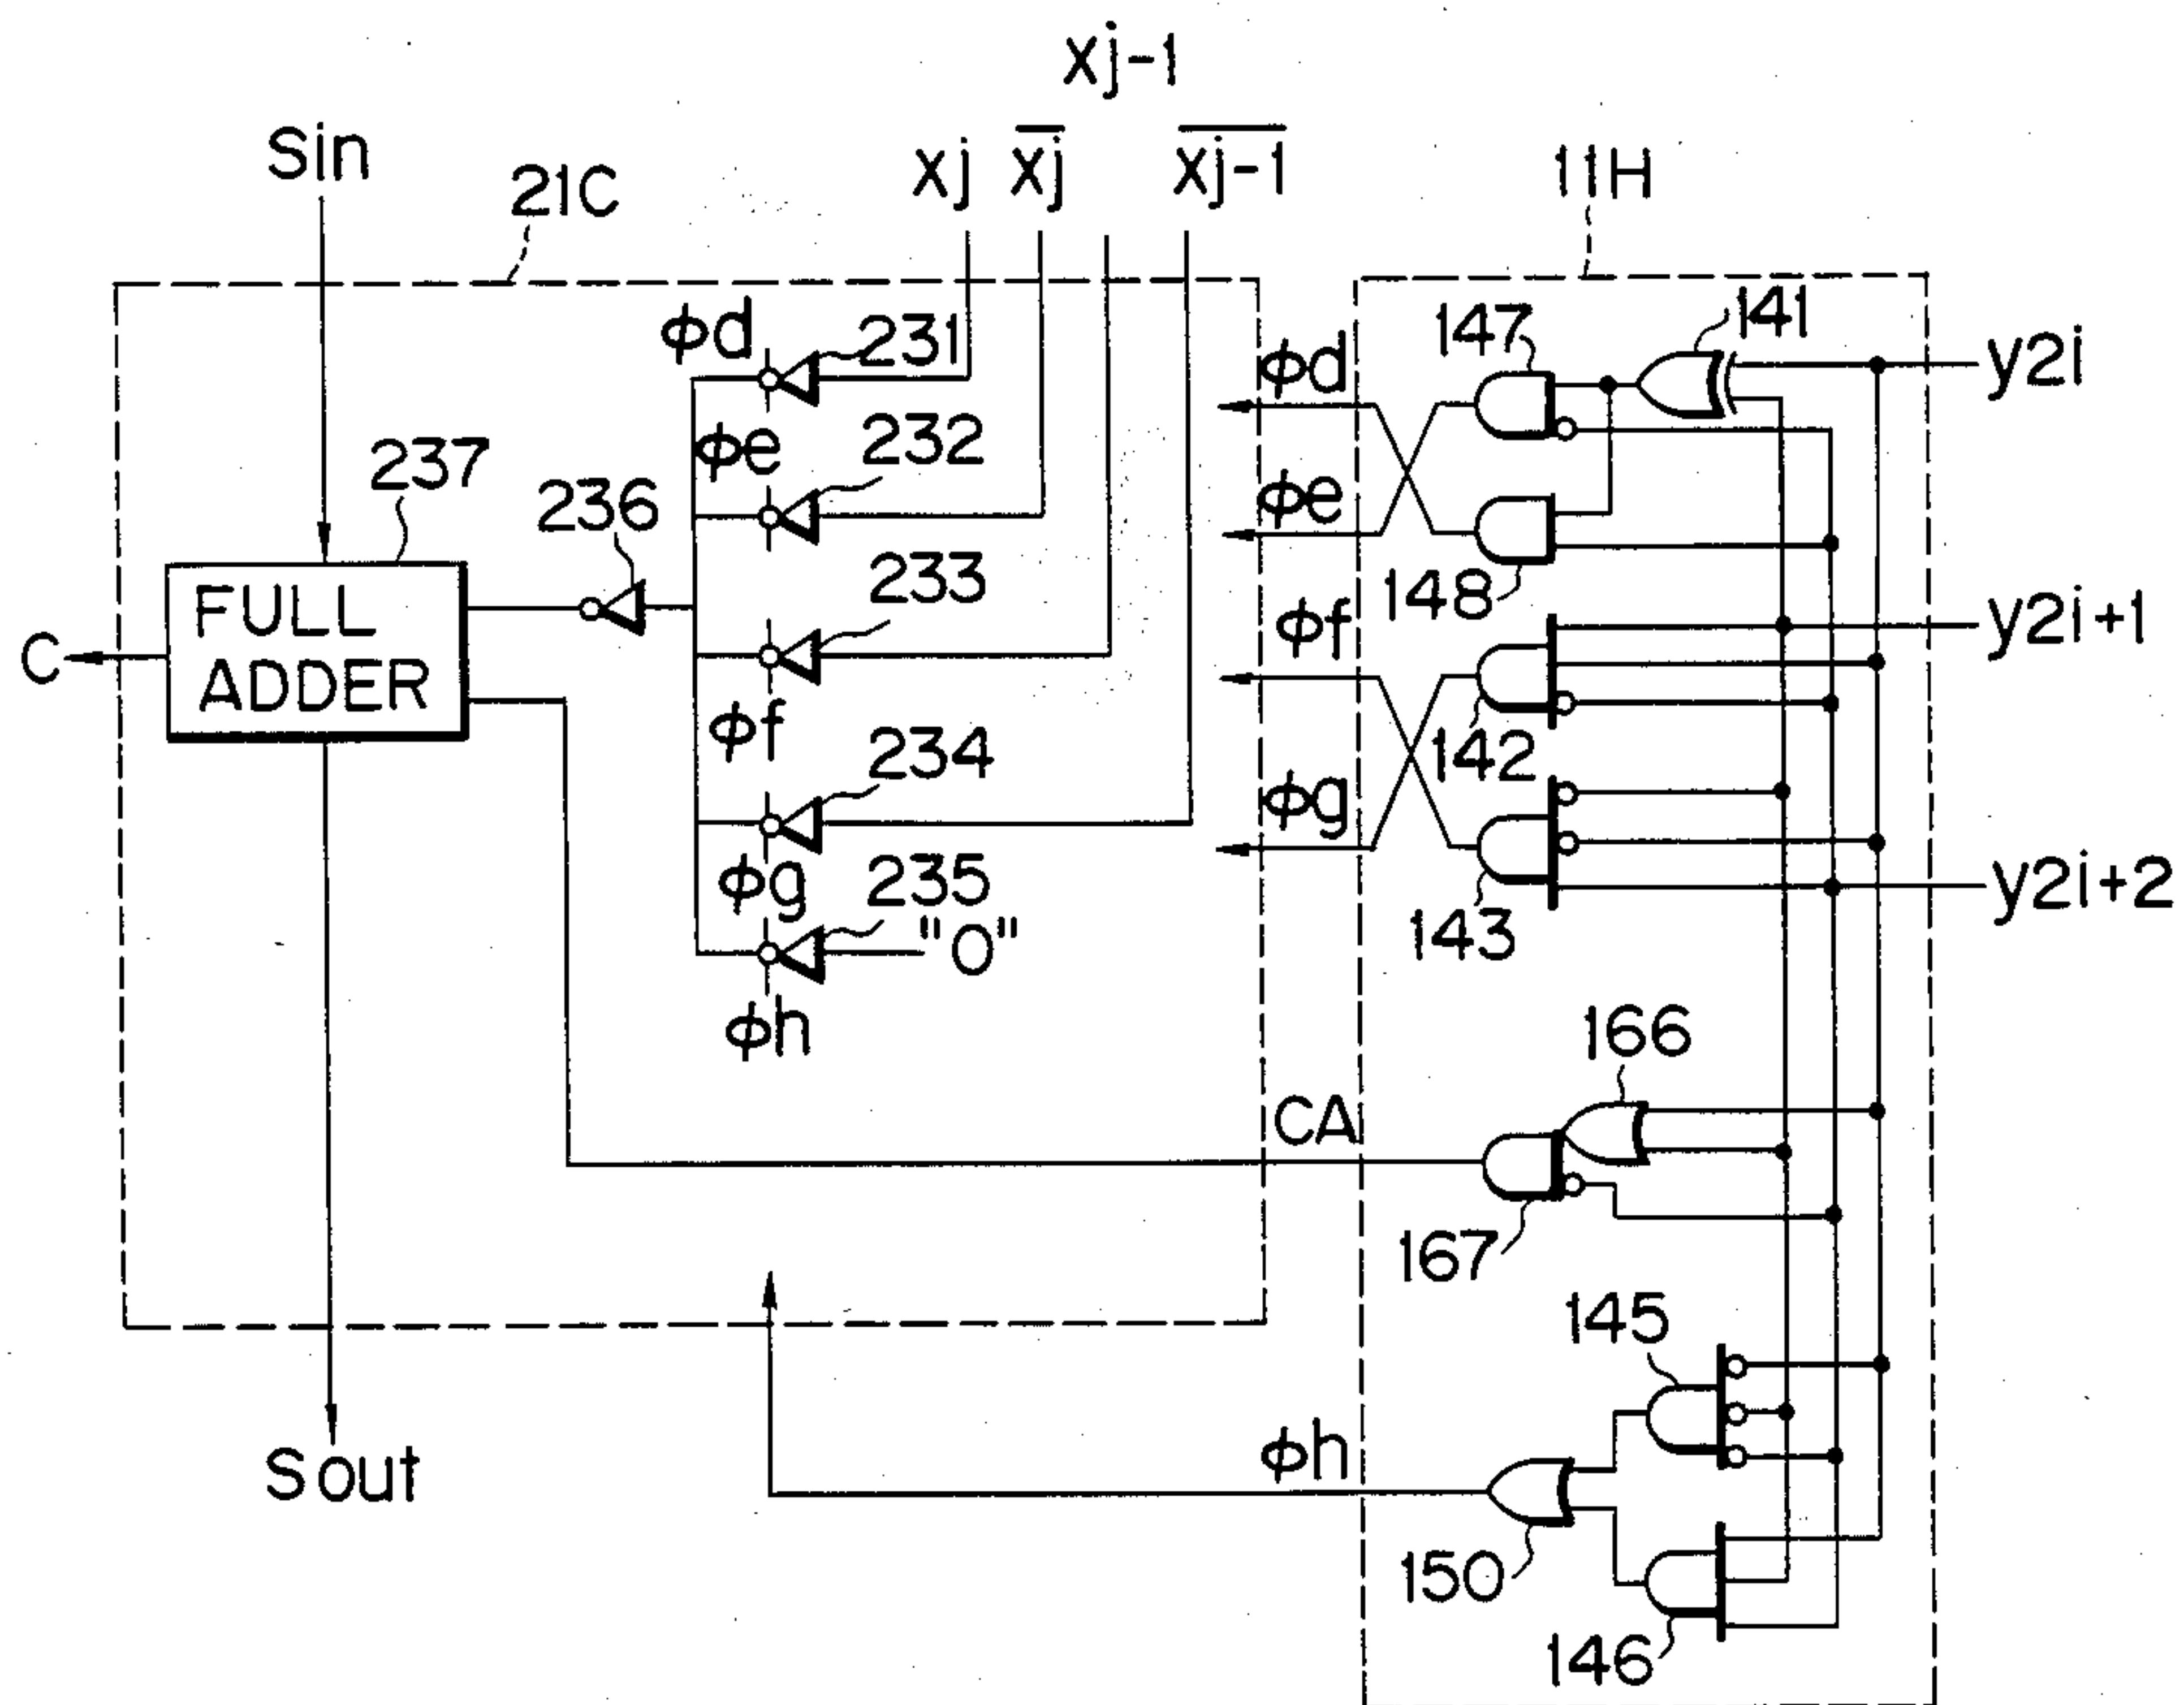 xj-1
Sin
21C
xj
xj
xj-1
11H
φd
231
147
141
y2i
φd
φe
232
237
236
φe
148
233
FULL
ADDER
C
φf
y2i+1
φf
234
142
φg
φg
235
"0"
143
y2i+2
φh
166
CA
167
145
φh
Sout
150
146